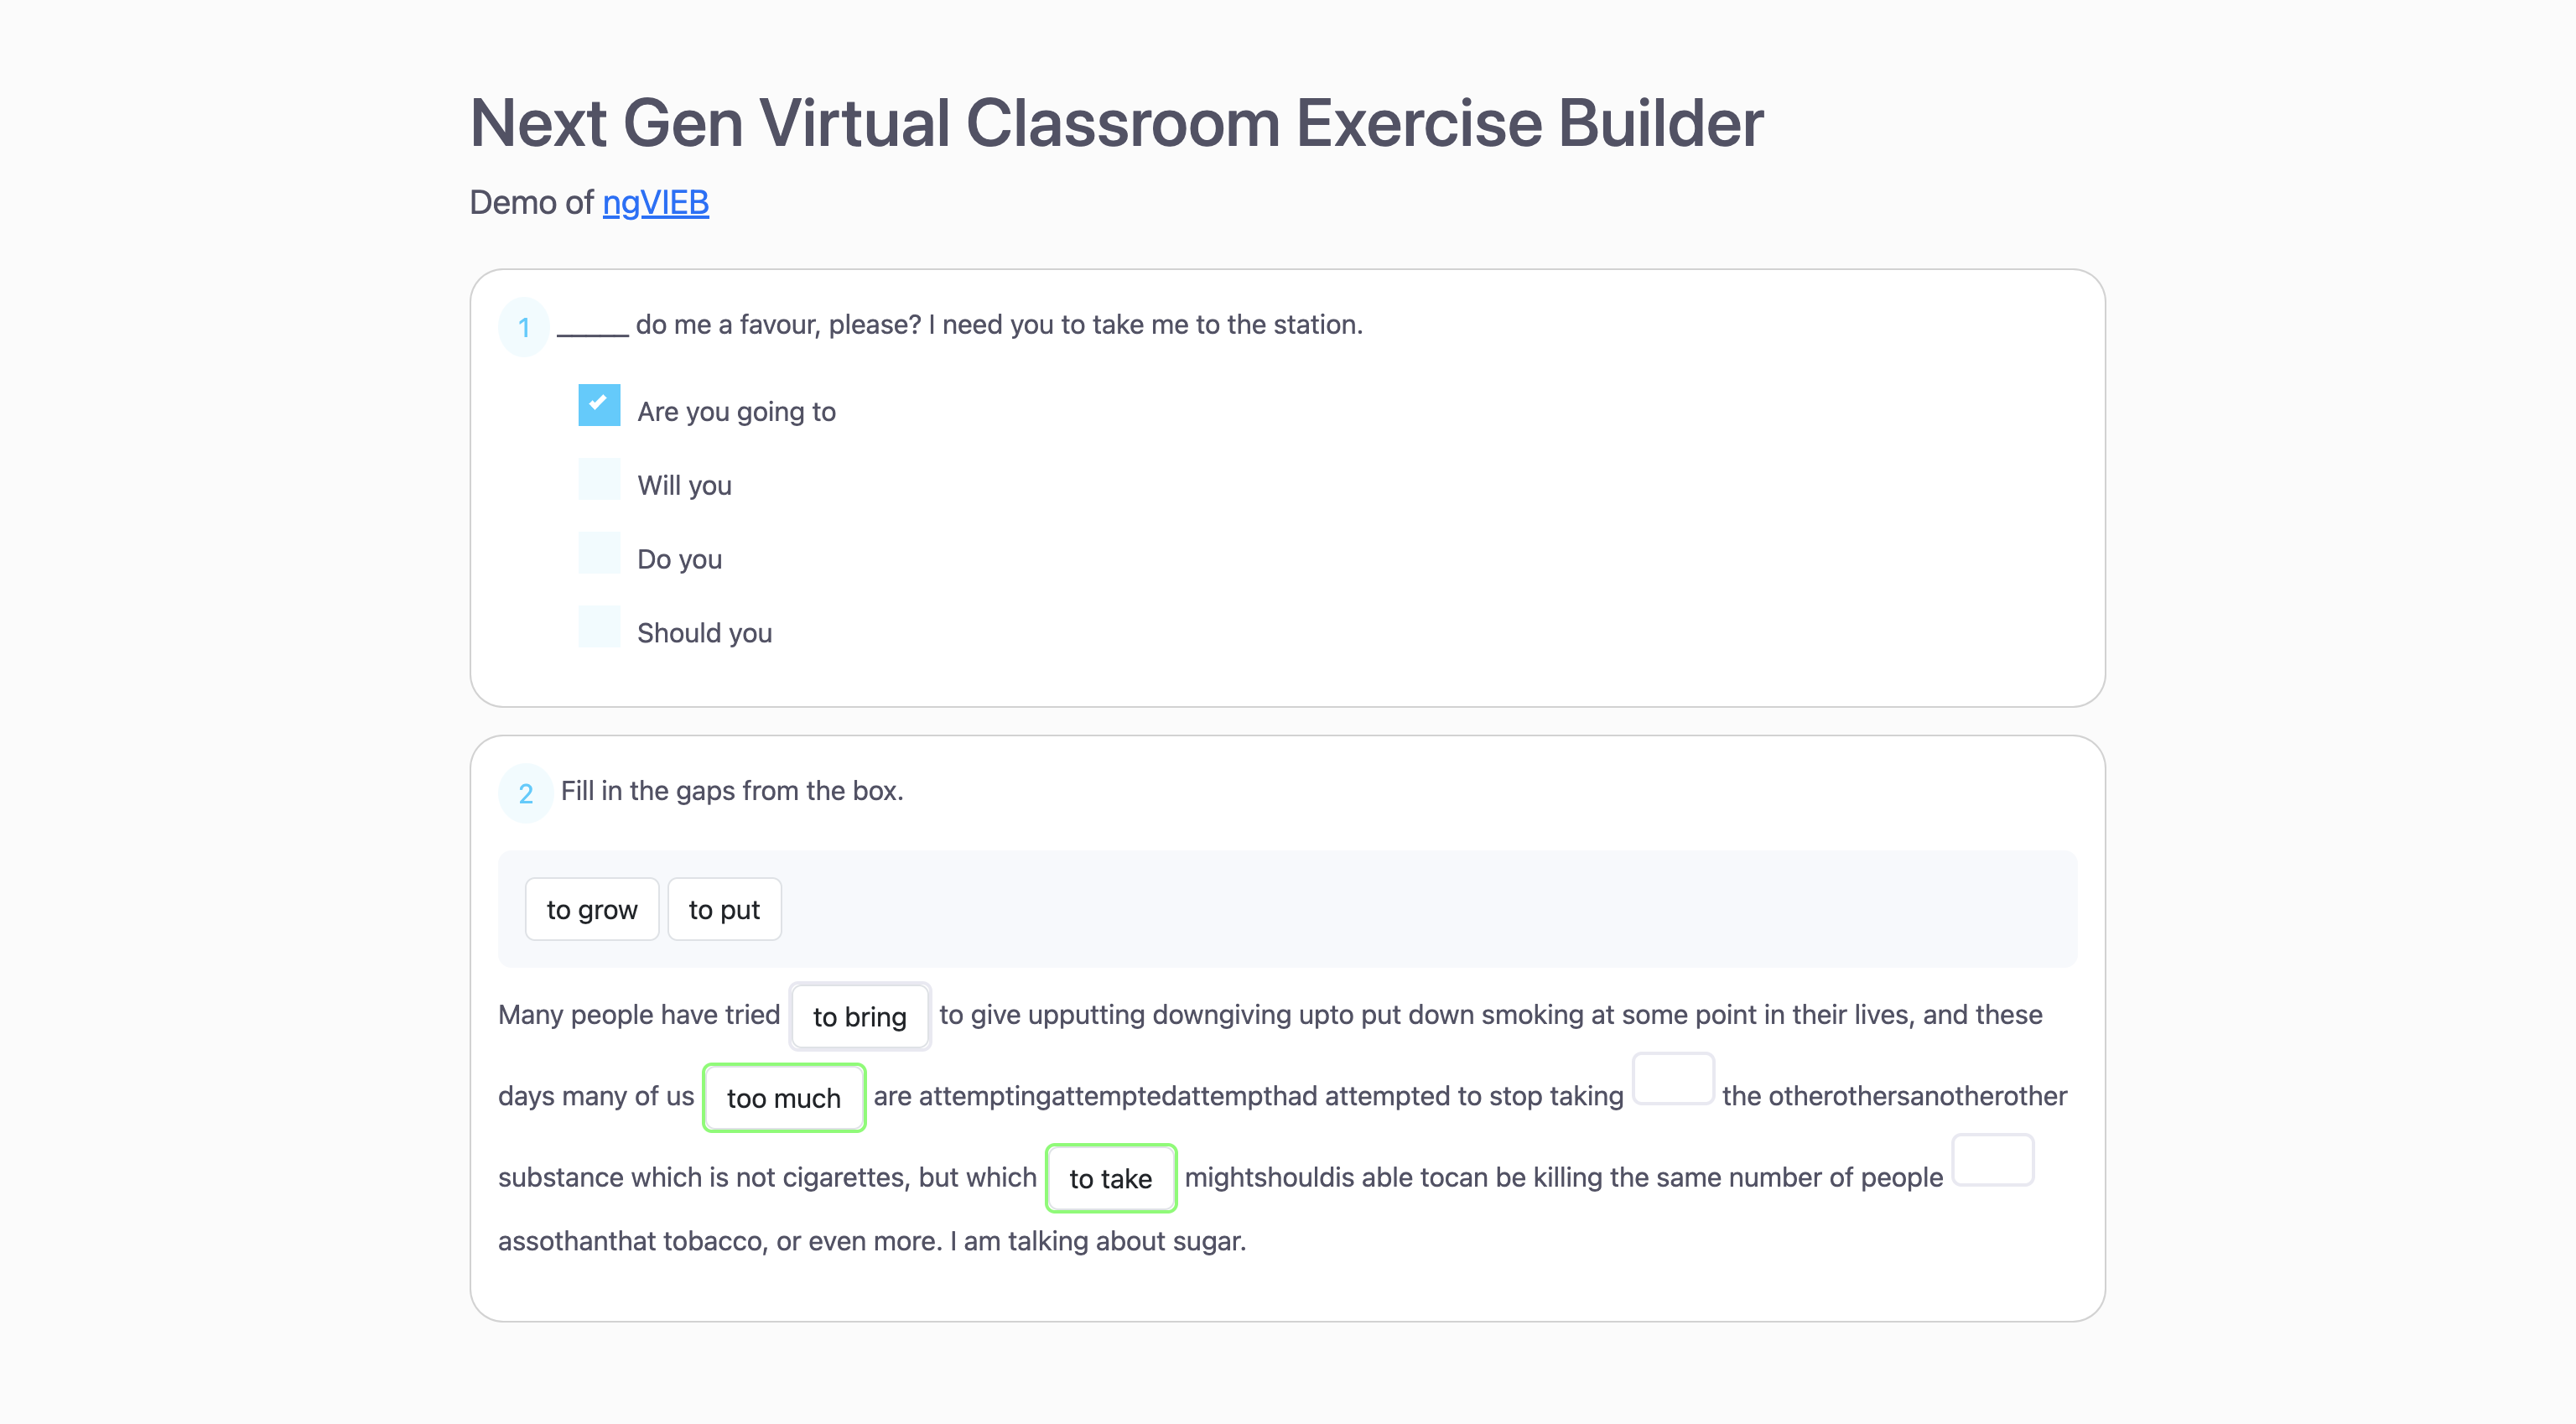 Next Gen Virtual Classroom Exercise Builder
Demo of ngVIEB
1 ______ do me a favour, please? I need you to take me to the station.
Are you going to
Will you
Do you
Should you
2 Fill in the gaps from the box.
to grow to put
Many people have tried to bring to give upputting downgiving upto put down smoking at some point in their lives, and these
days many of us too much are attemptingattemptedattempthad attempted to stop taking the otherothersanotherother
substance which is not cigarettes, but which to take mightshouldis able tocan be killing the same number of people
assothanthat tobacco, or even more. I am talking about sugar.